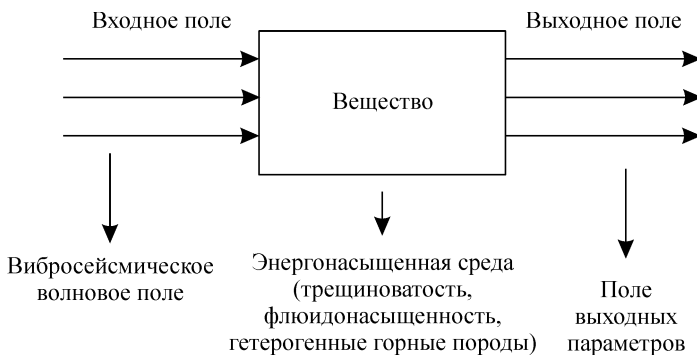 Входное поле
Выходное поле
Вещество
Вибросейсмическое
волновое поле
Энергонасыщенная среда
(трещиноватость,
флюидонасыщенность,
гетерогенные горные породы)
Поле
выходных
параметров